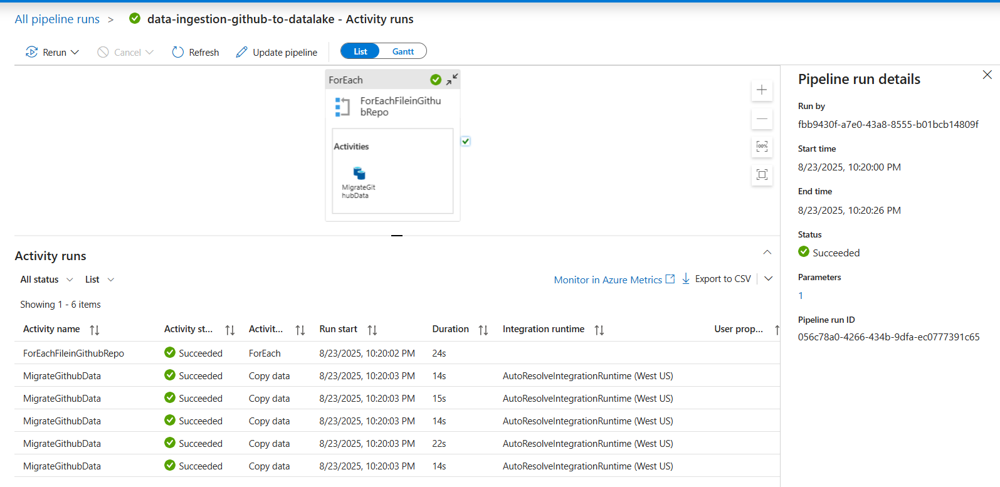 All pipeline runs > data-ingestion-github-to-datalake - Activity runs
Rerun Cancel Refresh Update pipeline List Gantt
ForEach
ForEachFileinGithu
bRepo
Activities
MigrateGit
hubData
100%
Pipeline run details
Run by
fbb9430f-a7e0-43a8-8555-b01bcb14809f
Start time
8/23/2025, 10:20:00 PM
End time
8/23/2025, 10:20:26 PM
Status
Succeeded
Parameters
1
Pipeline run ID
056c78a0-4266-434b-9dfa-ec0777391c65
Activity runs
All status List Monitor in Azure Metrics Export to CSV
Showing 1 - 6 items
Activity name Activity st... Activit... Run start Duration Integration runtime User prop...
ForEachFileinGithubRepo Succeeded ForEach 8/23/2025, 10:20:02 PM 24s
MigrateGithubData Succeeded Copy data 8/23/2025, 10:20:03 PM 14s AutoResolveIntegrationRuntime (West US)
MigrateGithubData Succeeded Copy data 8/23/2025, 10:20:03 PM 15s AutoResolveIntegrationRuntime (West US)
MigrateGithubData Succeeded Copy data 8/23/2025, 10:20:03 PM 14s AutoResolveIntegrationRuntime (West US)
MigrateGithubData Succeeded Copy data 8/23/2025, 10:20:03 PM 22s AutoResolveIntegrationRuntime (West US)
MigrateGithubData Succeeded Copy data 8/23/2025, 10:20:03 PM 14s AutoResolveIntegrationRuntime (West US)